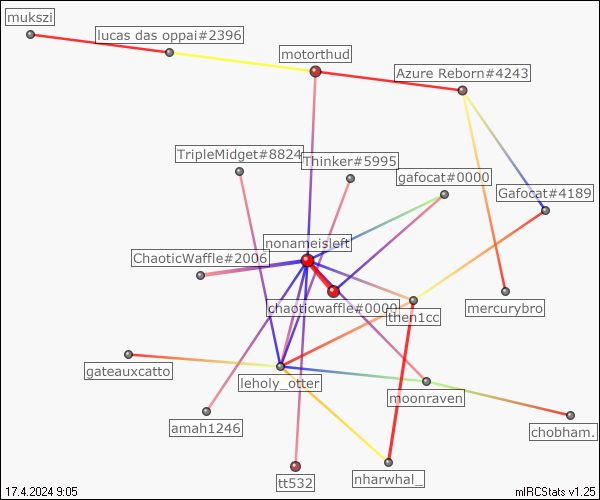 mukszi
lucas das oppai#2396
motorthud
Azure Reborn#4243
TripleMidget#8824
Thinker#5995
gafocat#0000
Gafocat#4189
nonameisleft
ChaoticWaffle#2006
chaoticwaffle#0000
then1cc
mercurybro
gateauxcatto
leholy_otter
moonraven
amah1246
chobham.
tt532
nharwhal_
17.4.2024 9:05
mIRCStats v1.25